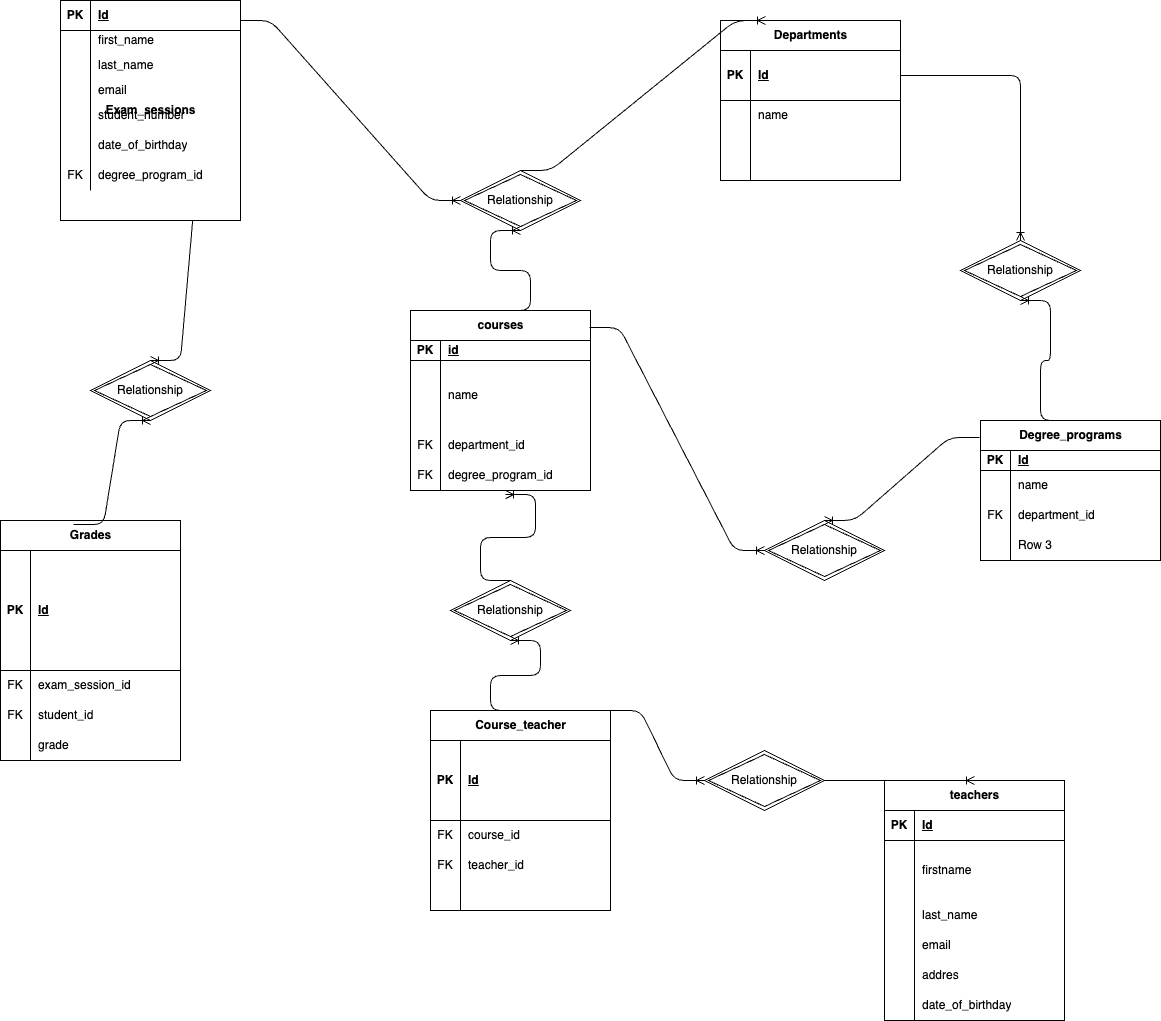 PK Id
first_name
last_name
email
Exam_sessions
student_number
date_of_birthday
FK degree_program_id
Departments
PK Id
name
Relationship
Relationship
courses
PK id
name
FK department_id
FK degree_program_id
Relationship
Degree_programs
PK Id
name
FK department_id
Row 3
Relationship
Grades
PK Id
FK exam_session_id
FK student_id
grade
Relationship
Course_teacher
PK Id
FK course_id
FK teacher_id
Relationship
teachers
PK Id
firstname
last_name
email
addres
date_of_birthday